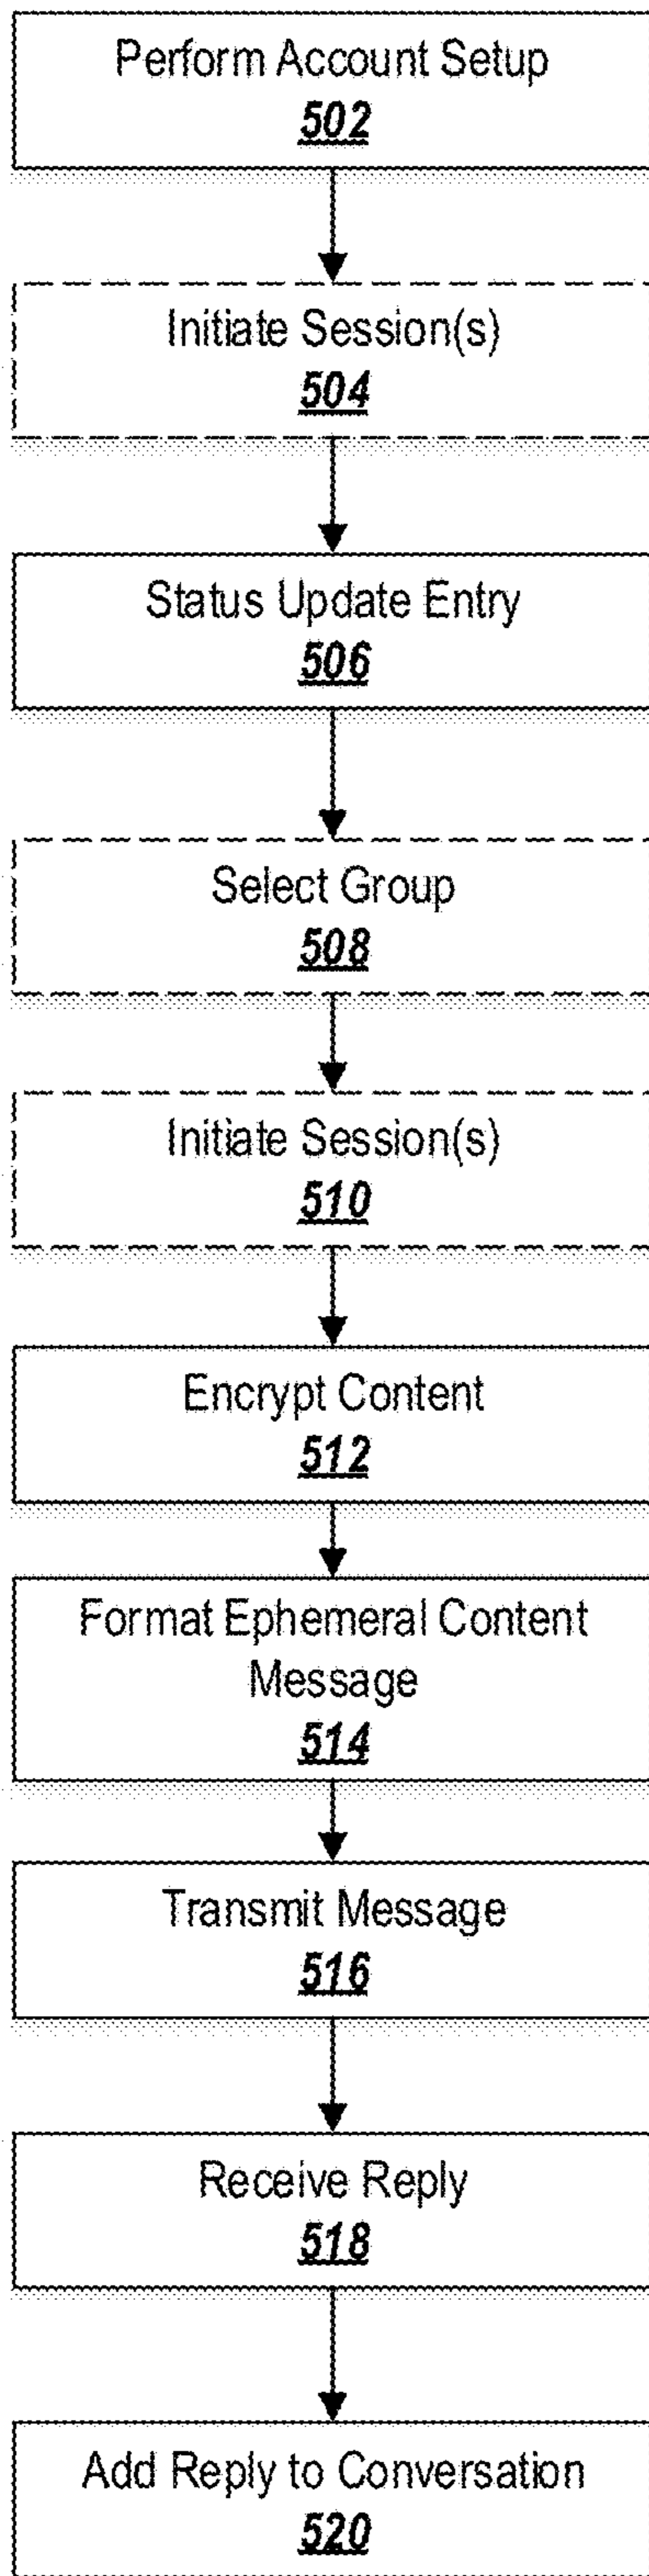 Perform Account Setup
502
Initiate Session(s)
504
Status Update Entry
506
Select Group
508
Initiate Session(s)
510
Encrypt Content
512
Format Ephemeral Content
Message
514
Transmit Message
516
Receive Reply
518
Add Reply to Conversation
520